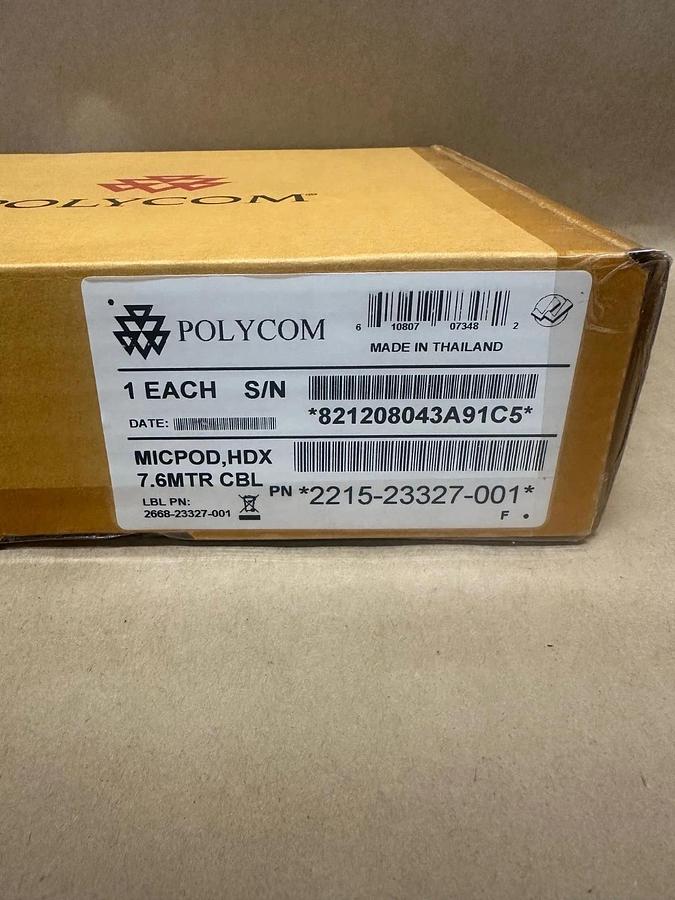 POLYCOM®
POLYCOM
6 10807 07348 2
MADE IN THAILAND
1 EACH S/N
*821208043A91C5*
DATE:
MICPOD,HDX
7.6MTR CBL
PN *2215-23327-001*
LBL PN:
2668-23327-001
F